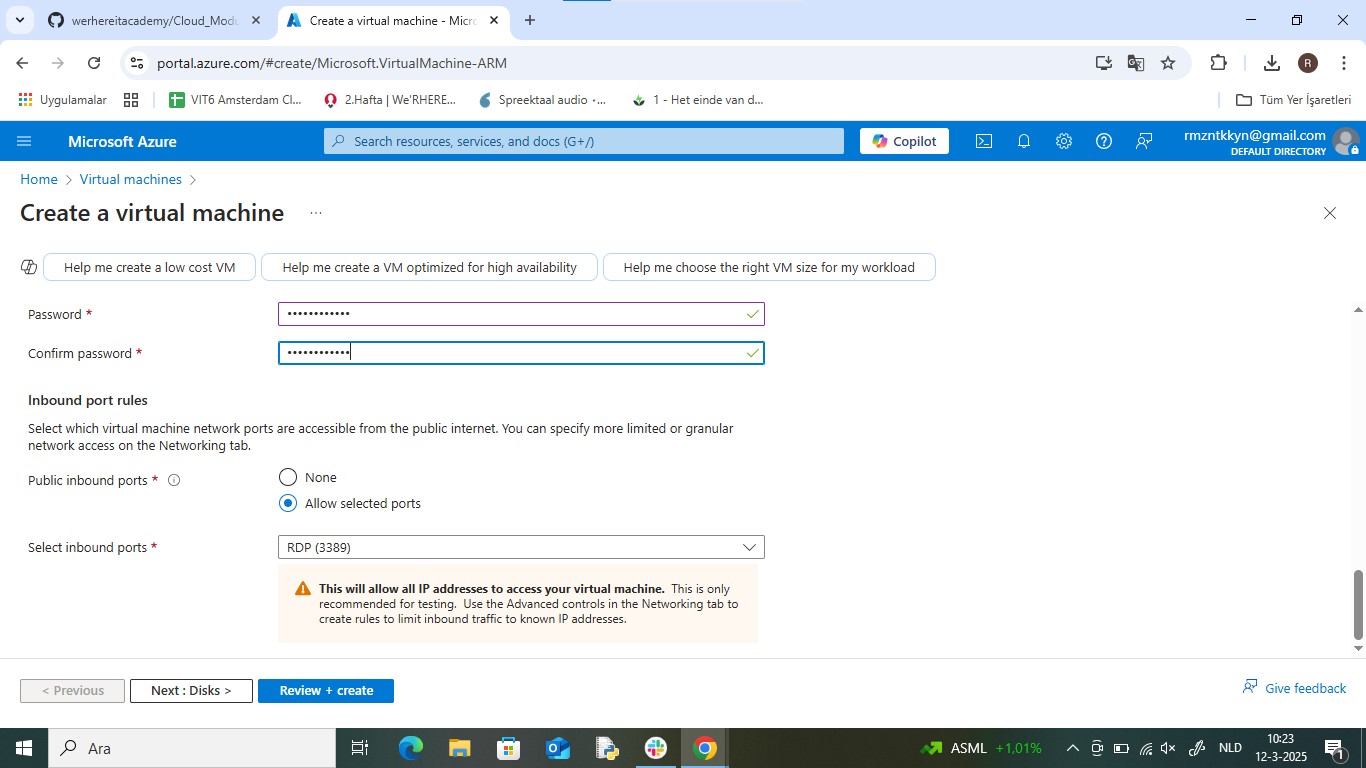 werhereitacademy/Cloud_Modu
Create a virtual machine - Micro
portal.azure.com/#create/Microsoft.VirtualMachine-ARM
R
Uygulamalar
VIT6 Amsterdam Cl...
2.Hafta | We'RHERE...
Spreektaal audio -...
1 - Het einde van d...
Tüm Yer İşaretleri
Microsoft Azure
Search resources, services, and docs (G+/)
Copilot
rmzntkkyn@gmail.com
DEFAULT DIRECTORY
Home > Virtual machines >
Create a virtual machine ...
Help me create a low cost VM
Help me create a VM optimized for high availability
Help me choose the right VM size for my workload
Password *
••••••••••••
Confirm password *
••••••••••••
Inbound port rules
Select which virtual machine network ports are accessible from the public internet. You can specify more limited or granular
network access on the Networking tab.
Public inbound ports *
None
Allow selected ports
Select inbound ports *
RDP (3389)
This will allow all IP addresses to access your virtual machine. This is only
recommended for testing. Use the Advanced controls in the Networking tab to
create rules to limit inbound traffic to known IP addresses.
< Previous
Next : Disks >
Review + create
Give feedback
Ara
ASML +1,01%
NLD
10:23
12-3-2025
1